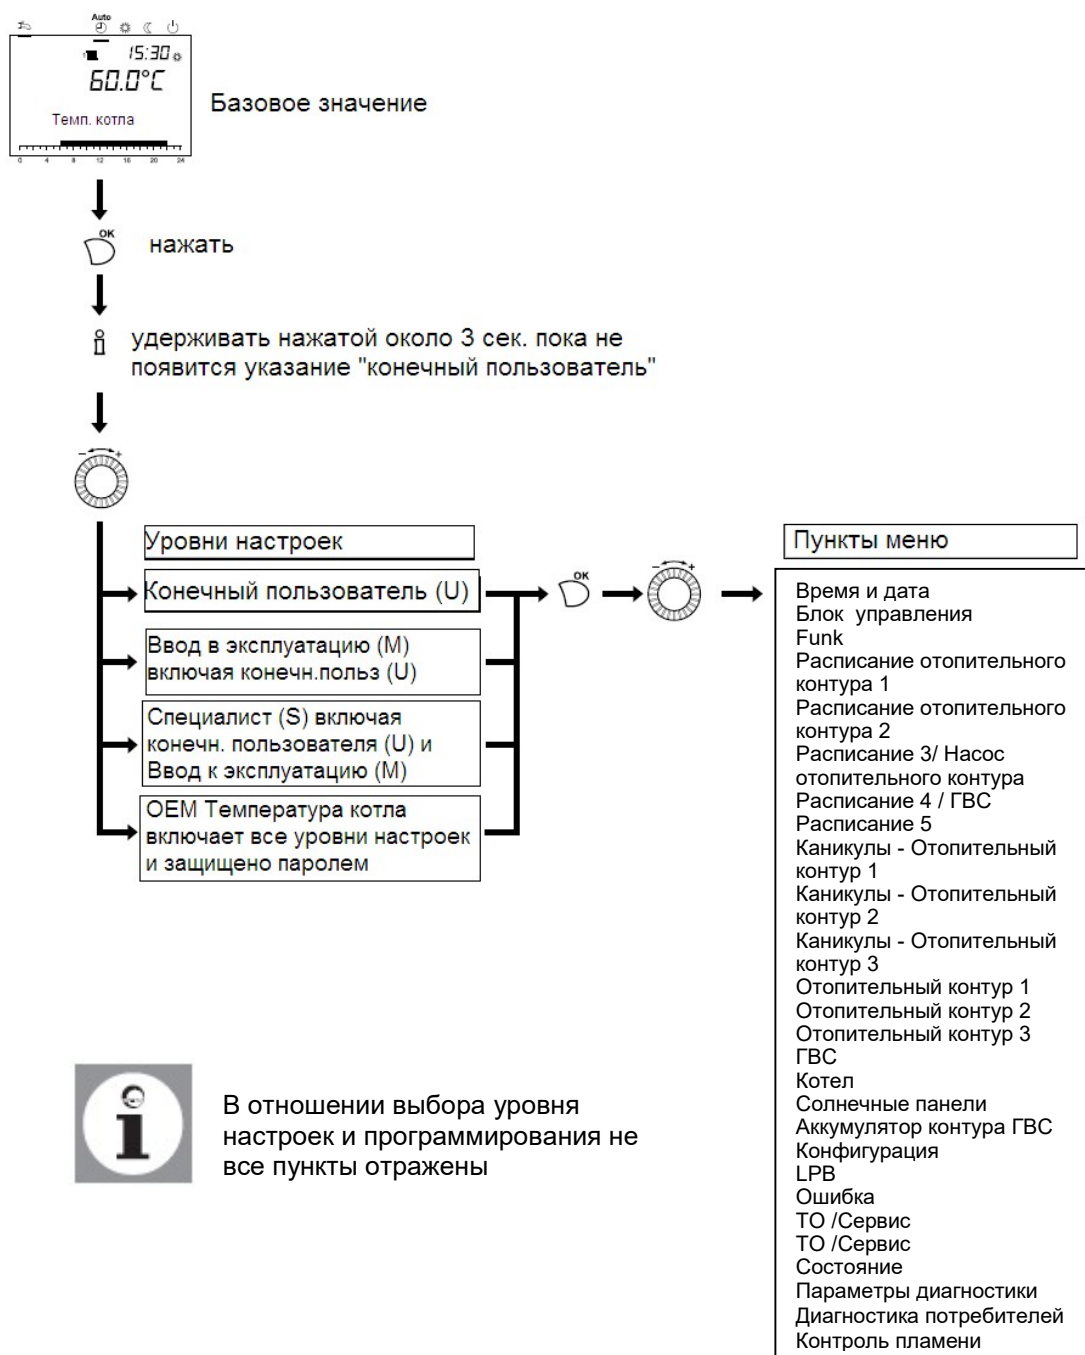 Auto
15:30
60.0°C
Темп. котла
0 4 8 12 16 20 24
Базовое значение
OK
нажать
удерживать нажатой около 3 сек. пока не
появится указание "конечный пользователь"
- +
Уровни настроек
Конечный пользователь (U)
Ввод в эксплуатацию (M)
включая конечн.польз (U)
Специалист (S) включая
конечн. пользователя (U) и
Ввод к эксплуатацию (M)
OEM Температура котла
включает все уровни настроек
и защищено паролем
OK
- +
Пункты меню
Время и дата
Блок управления
Funk
Расписание отопительного
контура 1
Расписание отопительного
контура 2
Расписание 3/ Насос
отопительного контура
Расписание 4 / ГВС
Расписание 5
Каникулы - Отопительный
контур 1
Каникулы - Отопительный
контур 2
Каникулы - Отопительный
контур 3
Отопительный контур 1
Отопительный контур 2
Отопительный контур 3
ГВС
Котел
Солнечные панели
Аккумулятор контура ГВС
Конфигурация
LPB
Ошибка
ТО /Сервис
ТО /Сервис
Состояние
Параметры диагностики
Диагностика потребителей
Контроль пламени
В отношении выбора уровня
настроек и программирования не
все пункты отражены